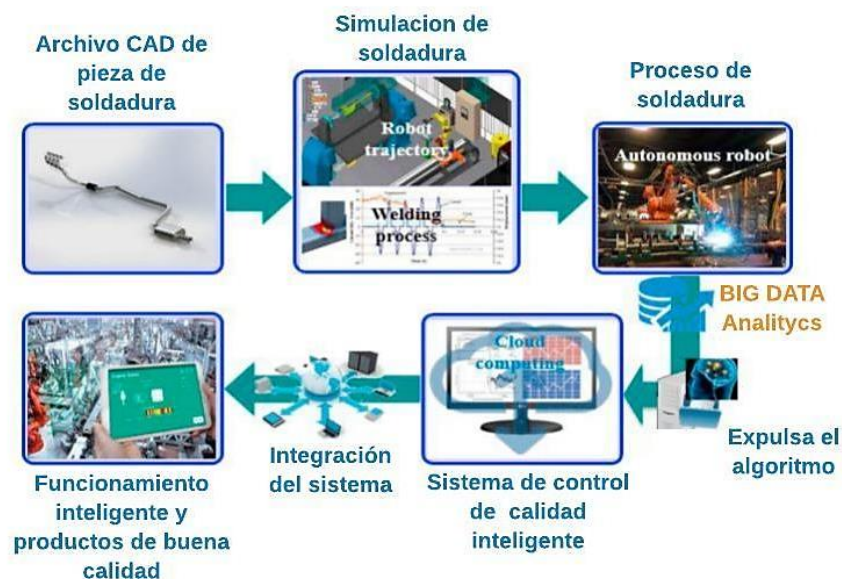 Archivo CAD de
pieza de
soldadura
Simulacion de
soldadura
Proceso de
soldadura
Robot
trajectory
Welding
process
Autonomous robot
BIG DATA
Analitycs
Expulsa el
algoritmo
Cloud
computing
Sistema de control
de calidad
inteligente
Integración
del sistema
Funcionamiento
inteligente y
productos de buena
calidad